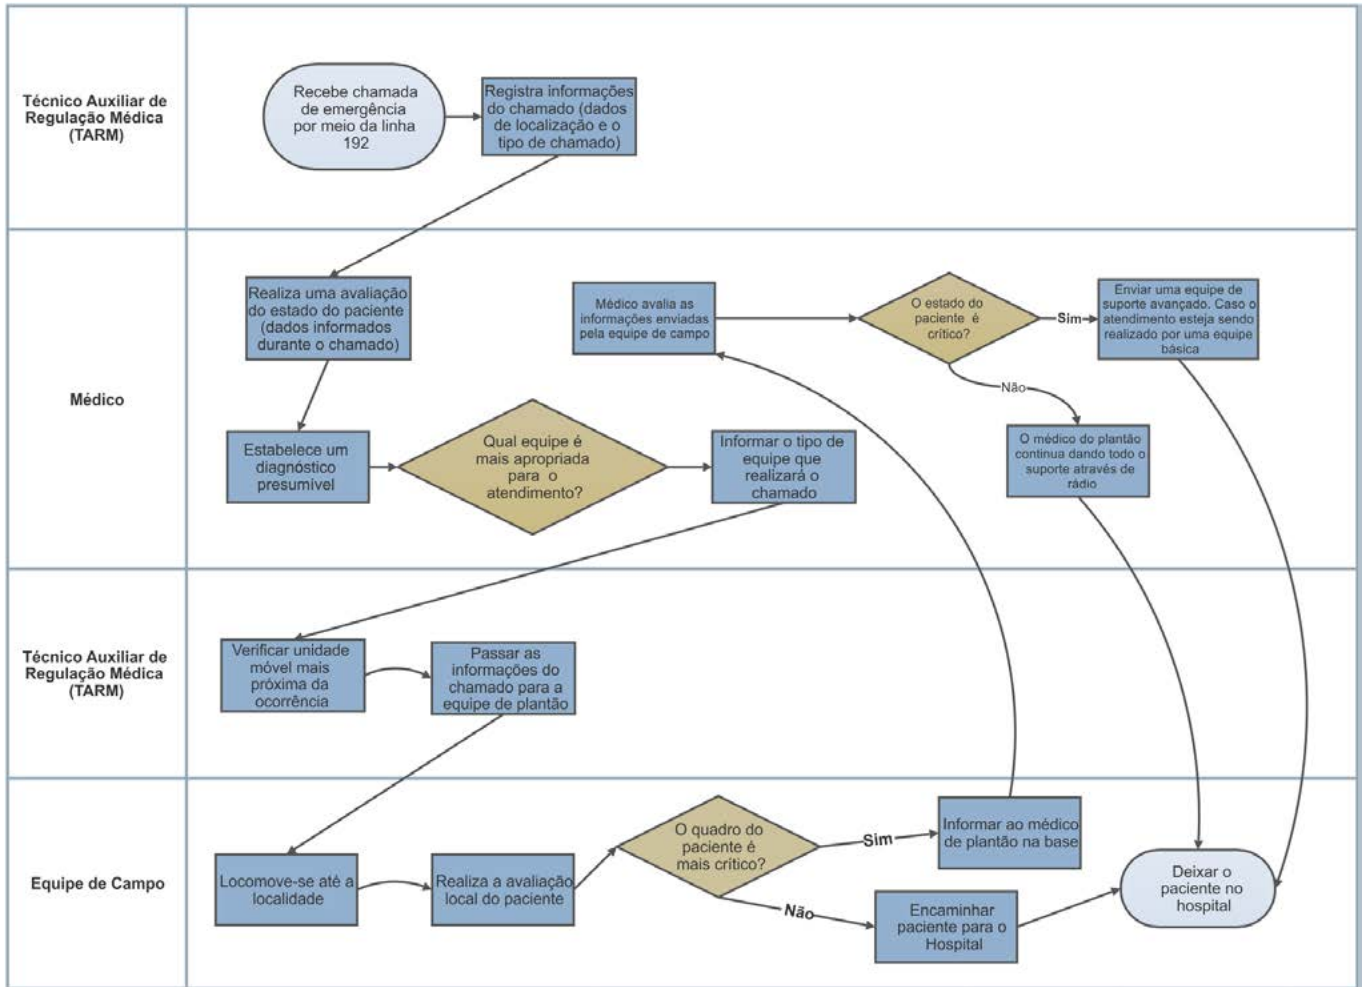 Técnico Auxiliar de
Regulação Médica
(TARM)
Recebe chamada
de emergência
por meio da linha
192
Registra informações
do chamado (dados
de localização e o
tipo de chamado)
Médico
Realiza uma avaliação
do estado do paciente
(dados informados
durante o chamado)
Médico avalia as
informações enviadas
pela equipe de campo
O estado do
paciente é
crítico?
Sim
Enviar uma equipe de
suporte avançado. Caso o
atendimento esteja sendo
realizado por uma equipe
básica
Não
Estabelece um
diagnóstico
presumível
Qual equipe é
mais apropriada
para o
atendimento?
Informar o tipo de
equipe que
realizará o
chamado
O médico do plantão
continua dando todo o
suporte através de
rádio
Técnico Auxiliar de
Regulação Médica
(TARM)
Verificar unidade
móvel mais
próxima da
ocorrência
Passar as
informações do
chamado para a
equipe de plantão
Equipe de Campo
Locomove-se até a
localidade
Realiza a avaliação
local do paciente
O quadro do
paciente é
mais crítico?
Sim
Informar ao médico
de plantão na base
Não
Encaminhar
paciente para o
Hospital
Deixar o
paciente no
hospital